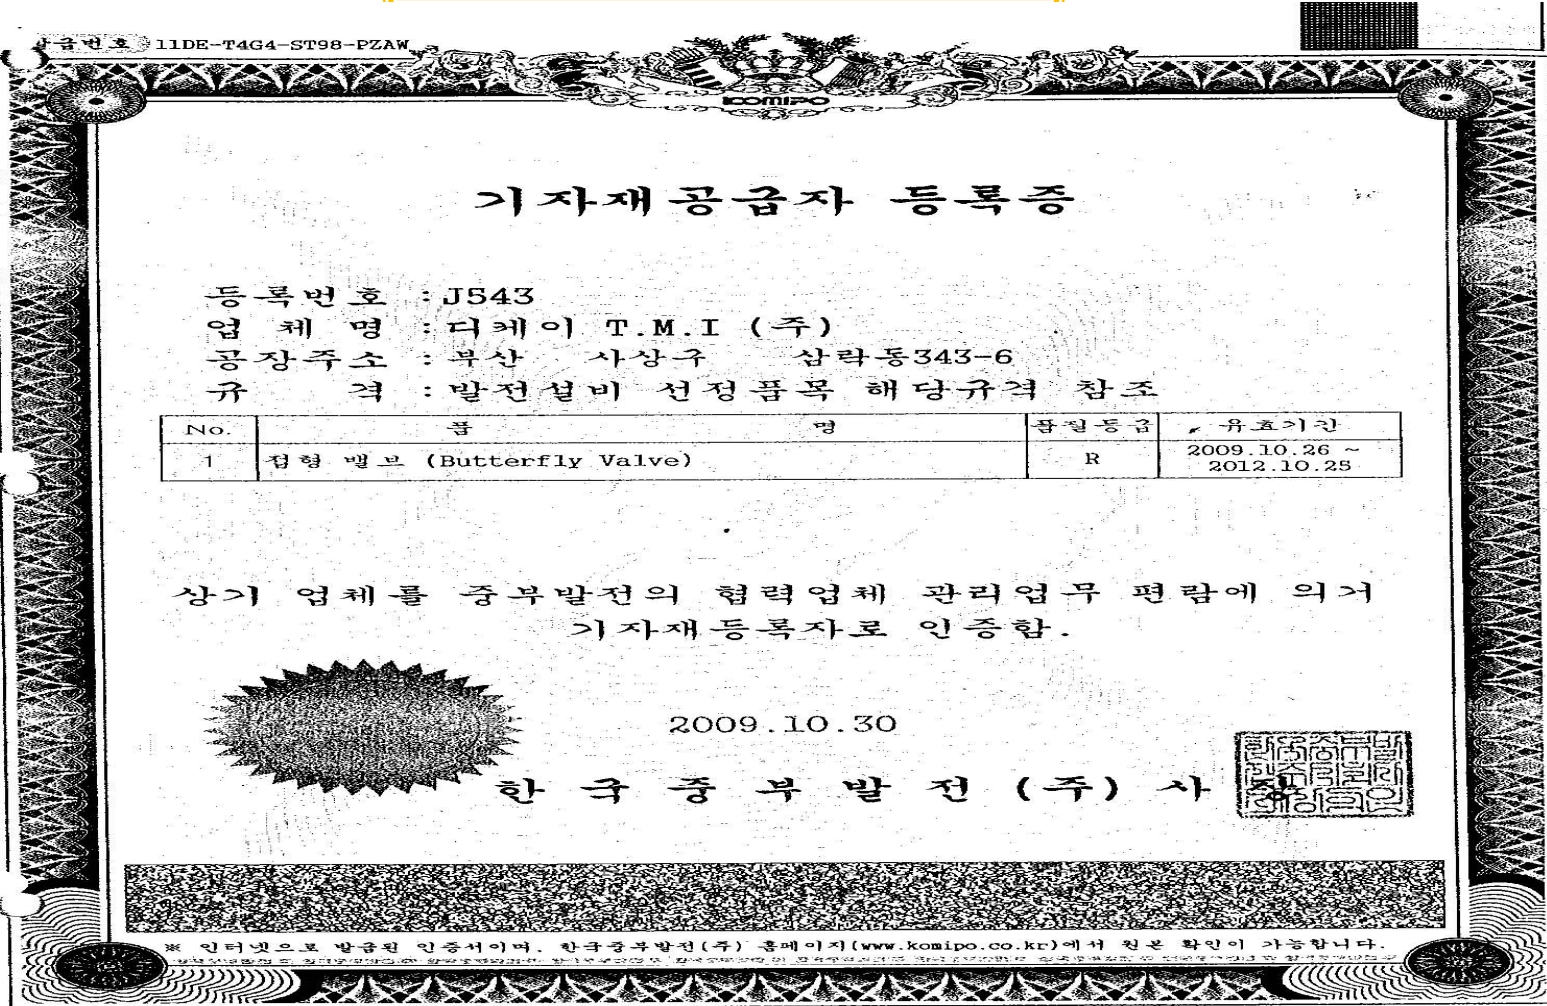 발급번호 11DE-T4G4-ST98-PZAW
KOMIPO
기자재공급자 등록증
등록번호 : J543
업 체 명 : 디케이 T.M.I (주)
공장주소 : 부산 사상구 삼락동343-6
규 격 : 발전설비 선정품목 해당규격 참조
No. 품 명 품질등급 유효기간
1 접형 밸브 (Butterfly Valve) R 2009.10.26 ~
2012.10.25
상기 업체를 중부발전의 협력업체 관리업무 편람에 의거
기자재등록자로 인증함.
2009.10.30
한 국 중 부 발 전 (주) 사 장
※ 인터넷으로 발급된 인증서이며, 한국중부발전(주) 홈페이지(www.komipo.co.kr)에서 원본 확인이 가능합니다.